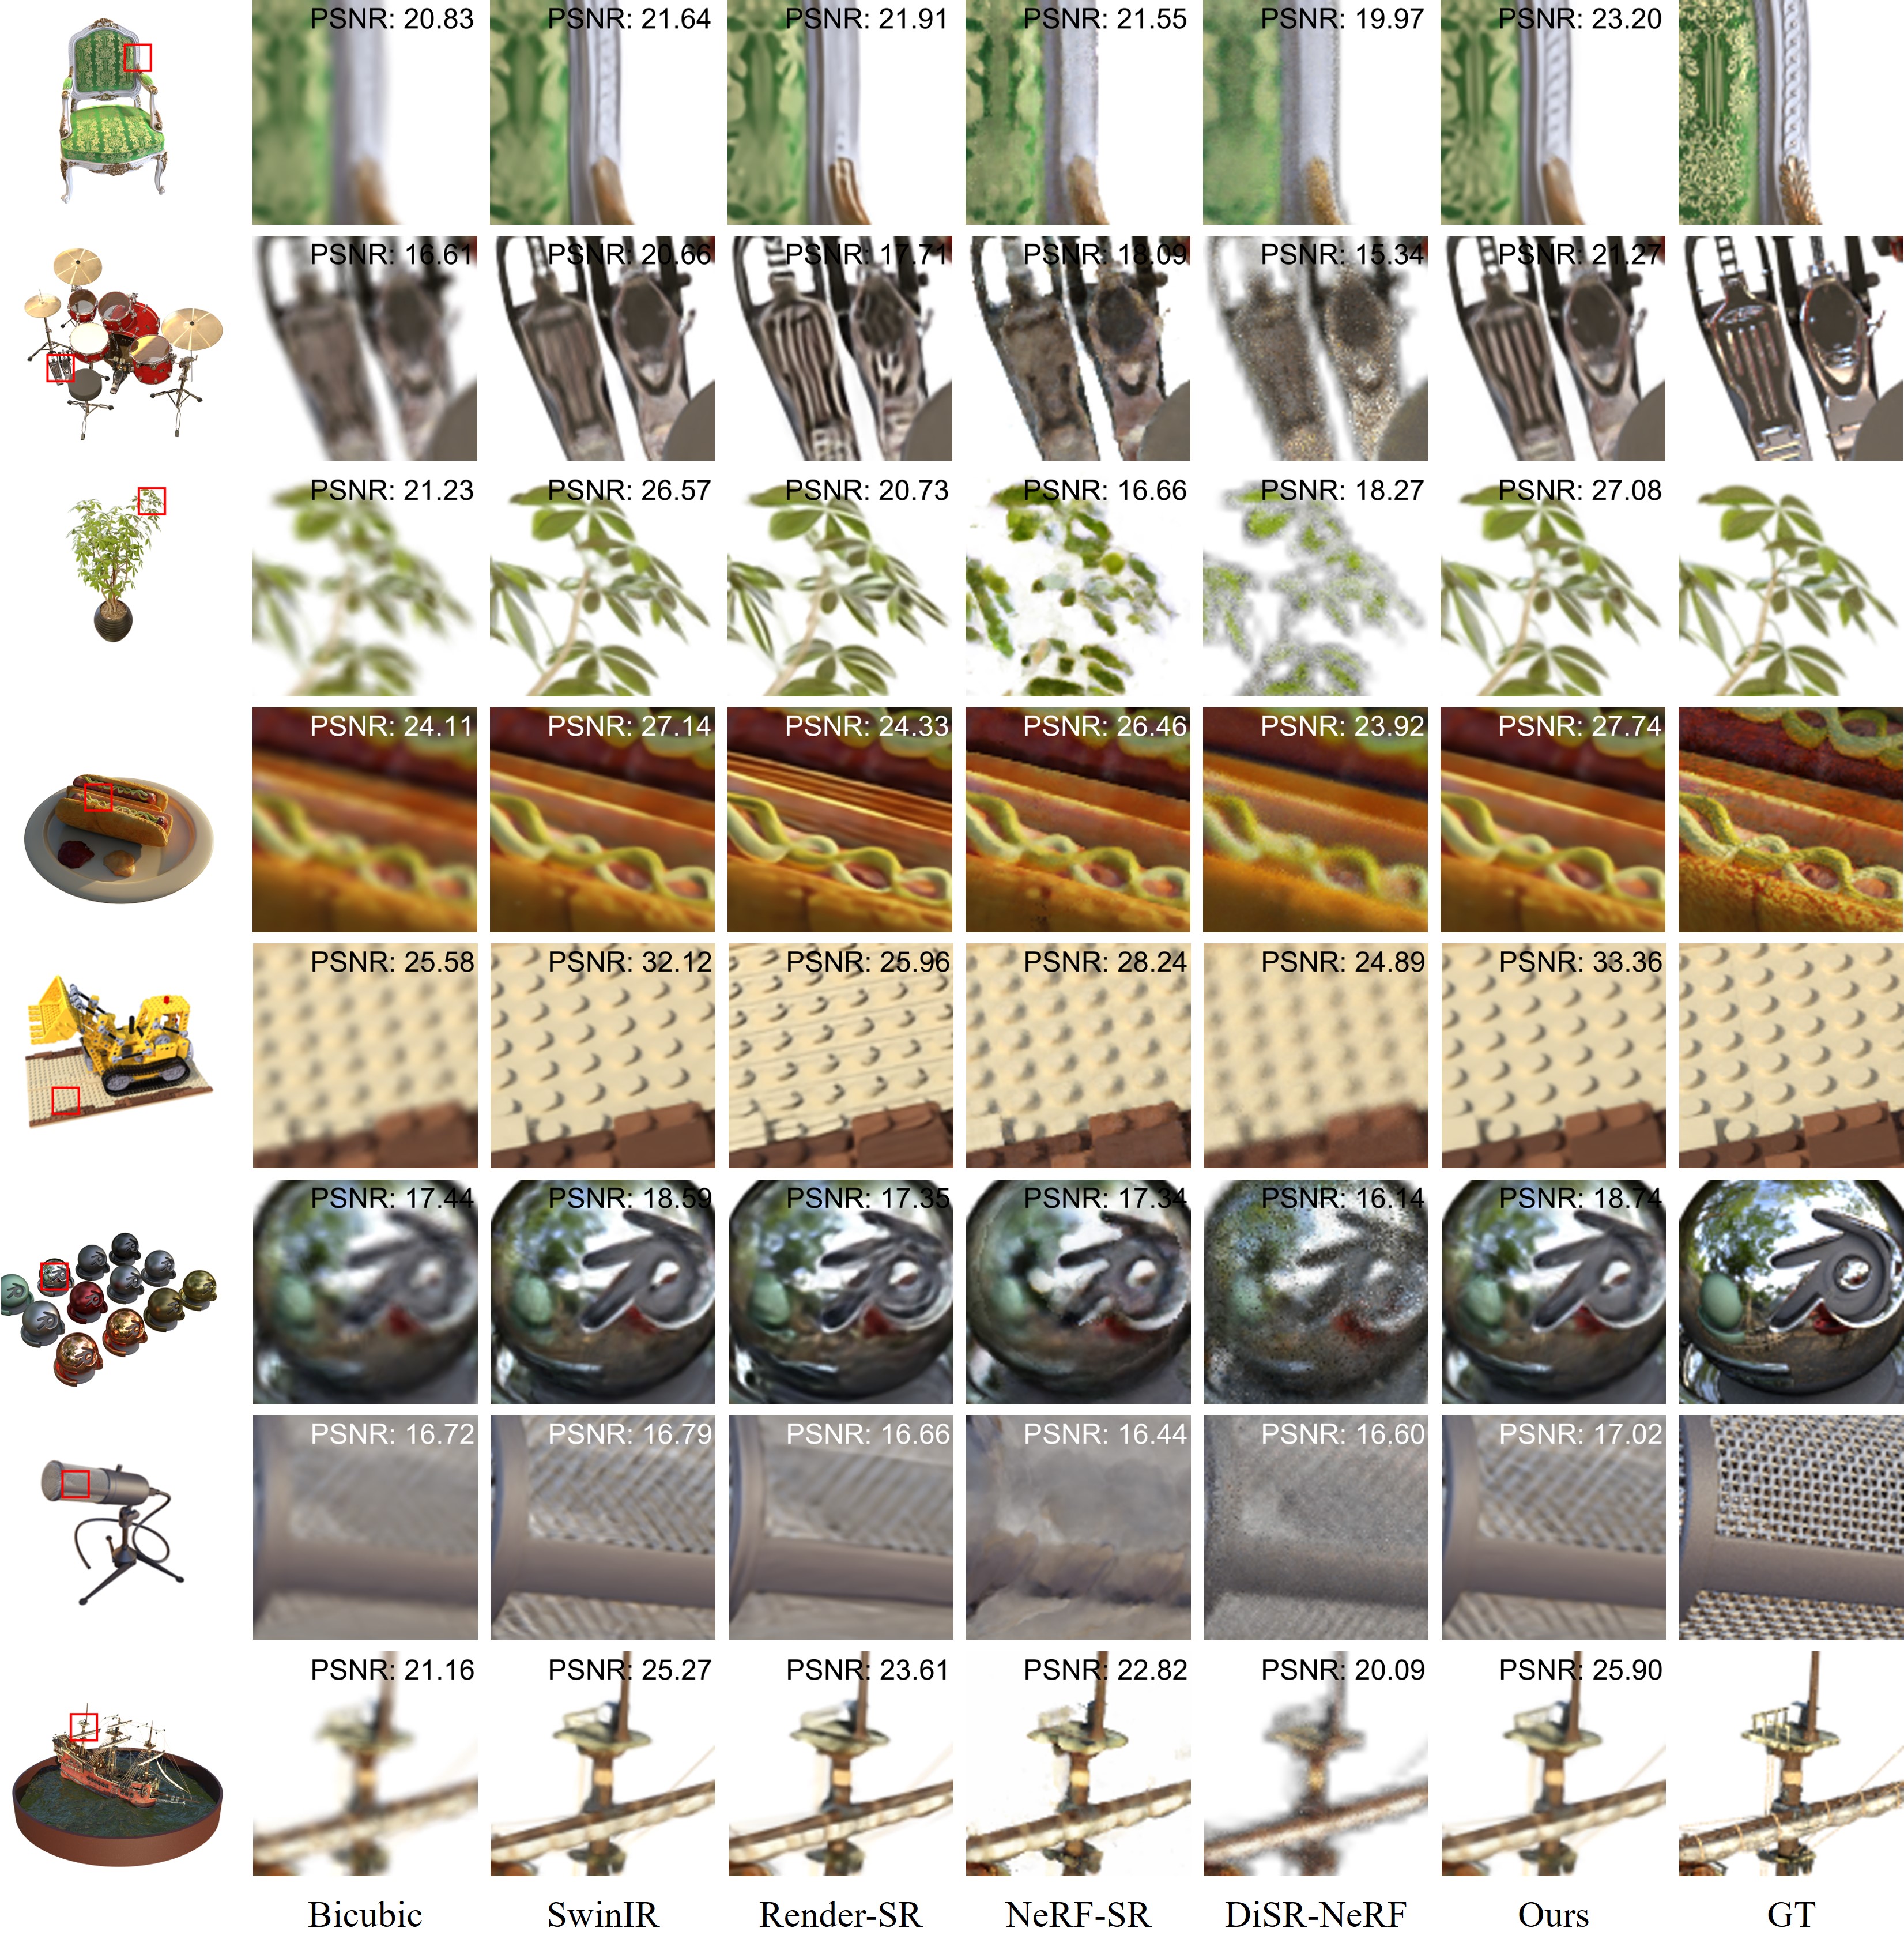 PSNR: 20.83 PSNR: 21.64 PSNR: 21.91 PSNR: 21.55 PSNR: 19.97 PSNR: 23.20
PSNR: 16.61 PSNR: 20.66 PSNR: 17.71 PSNR: 18.09 PSNR: 15.34 PSNR: 21.27
PSNR: 21.23 PSNR: 26.57 PSNR: 20.73 PSNR: 16.66 PSNR: 18.27 PSNR: 27.08
PSNR: 24.11 PSNR: 27.14 PSNR: 24.33 PSNR: 26.46 PSNR: 23.92 PSNR: 27.74
PSNR: 25.58 PSNR: 32.12 PSNR: 25.96 PSNR: 28.24 PSNR: 24.89 PSNR: 33.36
PSNR: 17.44 PSNR: 18.59 PSNR: 17.35 PSNR: 17.34 PSNR: 16.14 PSNR: 18.74
PSNR: 16.72 PSNR: 16.79 PSNR: 16.66 PSNR: 16.44 PSNR: 16.60 PSNR: 17.02
PSNR: 21.16 PSNR: 25.27 PSNR: 23.61 PSNR: 22.82 PSNR: 20.09 PSNR: 25.90
Bicubic SwinIR Render-SR NeRF-SR DiSR-NeRF Ours GT